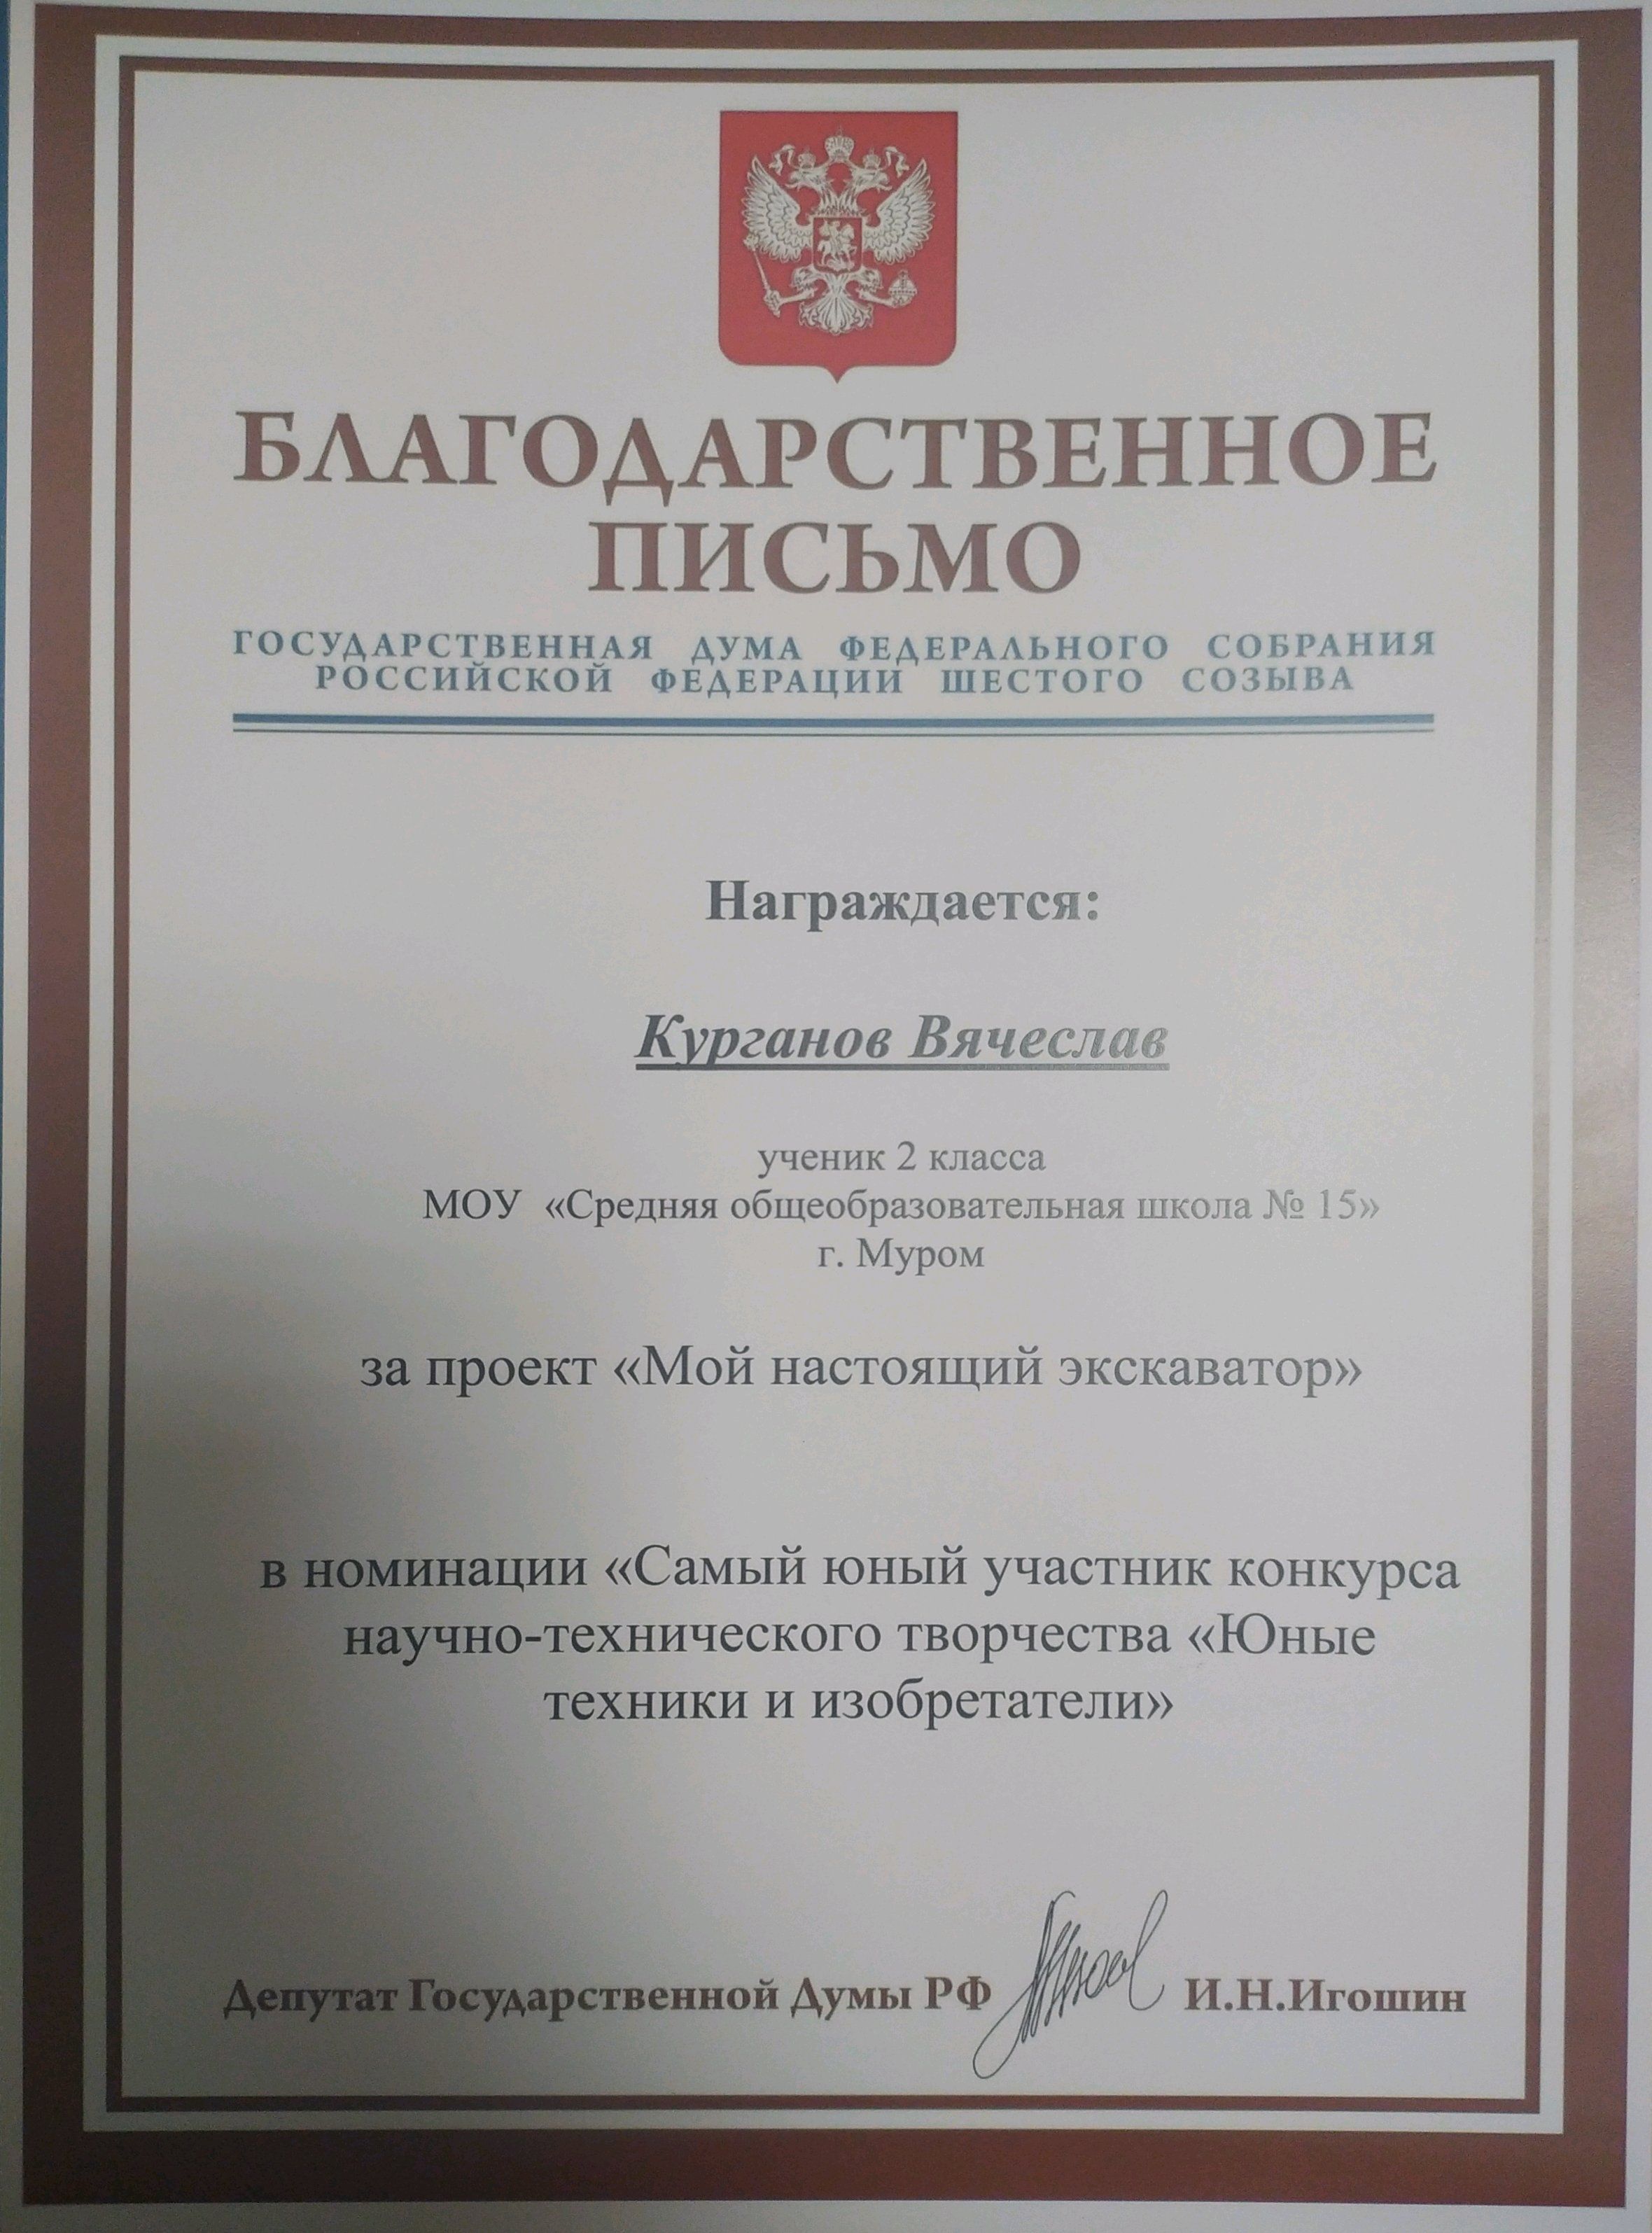 БЛАГОДАРСТВЕННОЕ
ПИСЬМО
ГОСУДАРСТВЕННАЯ ДУМА ФЕДЕРАЛЬНОГО СОБРАНИЯ
РОССИЙСКОЙ ФЕДЕРАЦИИ ШЕСТОГО СОЗЫВА
Награждается:
Курганов Вячеслав
ученик 2 класса
МОУ «Средняя общеобразовательная школа № 15»
г. Муром
за проект «Мой настоящий экскаватор»
в номинации «Самый юный участник конкурса
научно-технического творчества «Юные
техники и изобретатели»
Депутат Государственной Думы РФ И.Н.Игошин